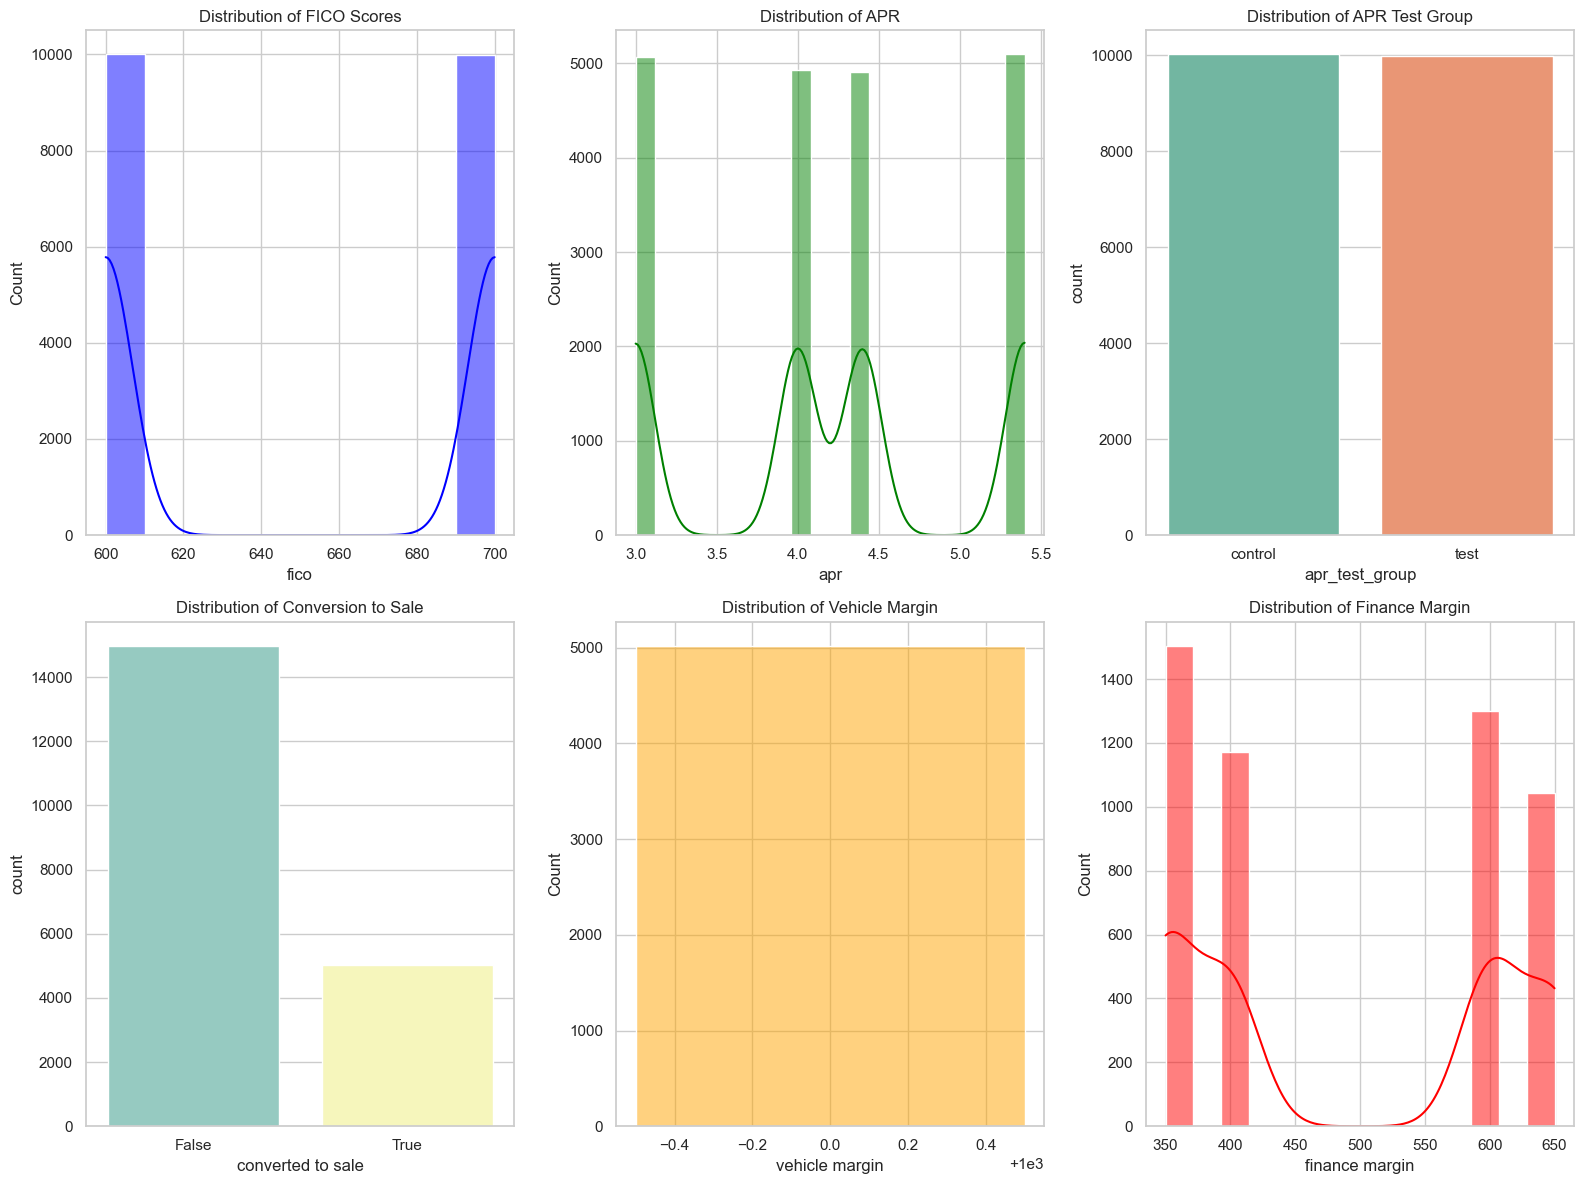 Distribution of FICO Scores
Count
10000
8000
6000
4000
2000
0
600 620 640 660 680 700
fico
Distribution of APR
Count
5000
4000
3000
2000
1000
0
3.0 3.5 4.0 4.5 5.0 5.5
apr
Distribution of APR Test Group
count
10000
8000
6000
4000
2000
0
control test
apr_test_group
Distribution of Conversion to Sale
count
14000
12000
10000
8000
6000
4000
2000
0
False True
converted to sale
Distribution of Vehicle Margin
Count
5000
4000
3000
2000
1000
0
−0.4 −0.2 0.0 0.2 0.4
+1e3
vehicle margin
Distribution of Finance Margin
Count
1400
1200
1000
800
600
400
200
0
350 400 450 500 550 600 650
finance margin